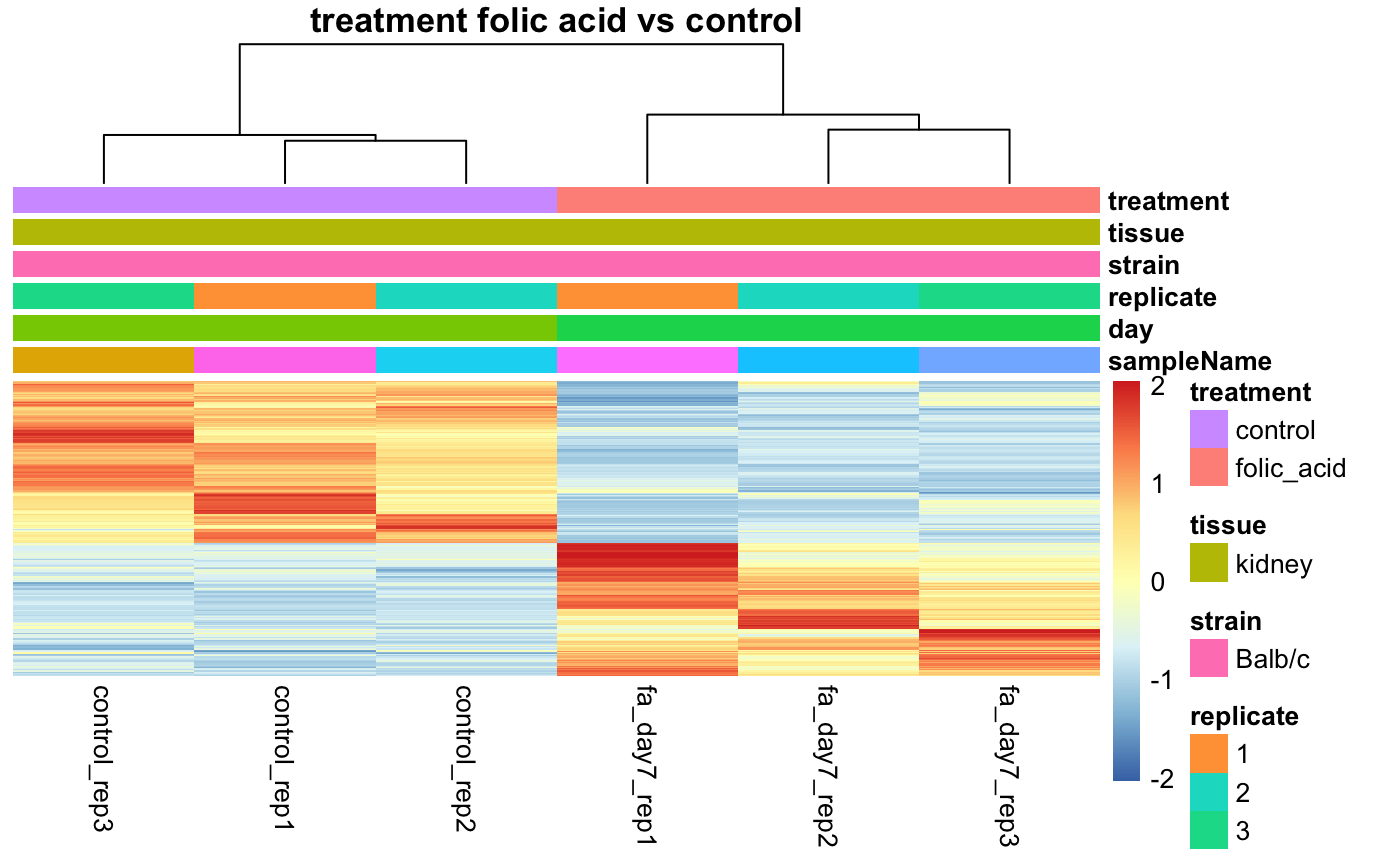 treatment folic acid vs control
treatment
tissue
strain
replicate
day
sampleName
2
1
0
-1
-2
treatment
control
folic_acid
tissue
kidney
strain
Balb/c
replicate
1
2
3
control_rep3
control_rep1
control_rep2
fa_day7_rep1
fa_day7_rep2
fa_day7_rep3